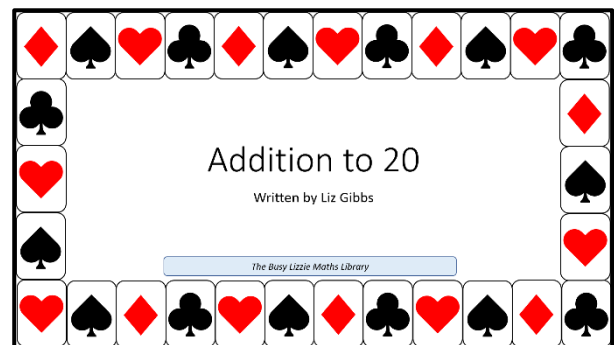 Addition to 20
Written by Liz Gibbs
The Busy Lizzie Maths Library